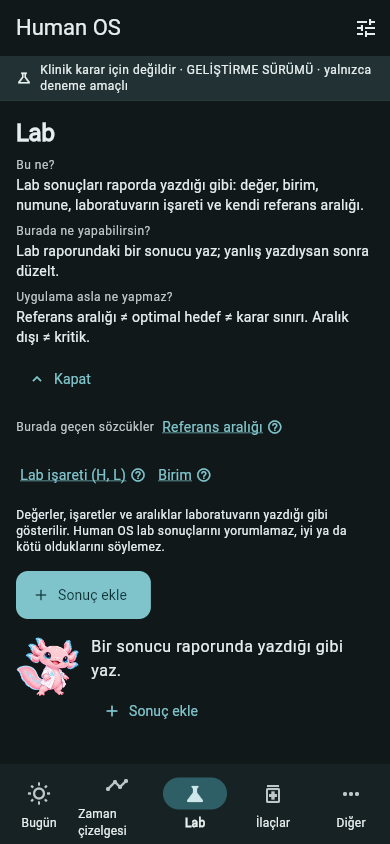 Human OS
Klinik karar için değildir · GELİŞTİRME SÜRÜMÜ · yalnızca
deneme amaçlı
Lab
Bu ne?
Lab sonuçları raporda yazdığı gibi: değer, birim,
numune, laboratuvarın işareti ve kendi referans aralığı.
Burada ne yapabilirsin?
Lab raporundaki bir sonucu yaz; yanlış yazdıysan sonra
düzelt.
Uygulama asla ne yapmaz?
Referans aralığı ≠ optimal hedef ≠ karar sınırı. Aralık
dışı ≠ kritik.
Kapat
Burada geçen sözcükler Referans aralığı
Lab işareti (H, L) Birim
Değerler, işaretler ve aralıklar laboratuvarın yazdığı gibi
gösterilir. Human OS lab sonuçlarını yorumlamaz, iyi ya da
kötü olduklarını söylemez.
+ Sonuç ekle
Bir sonucu raporunda yazdığı gibi
yaz.
+ Sonuç ekle
Bugün
Zaman
çizelgesi
Lab
İlaçlar
Diğer